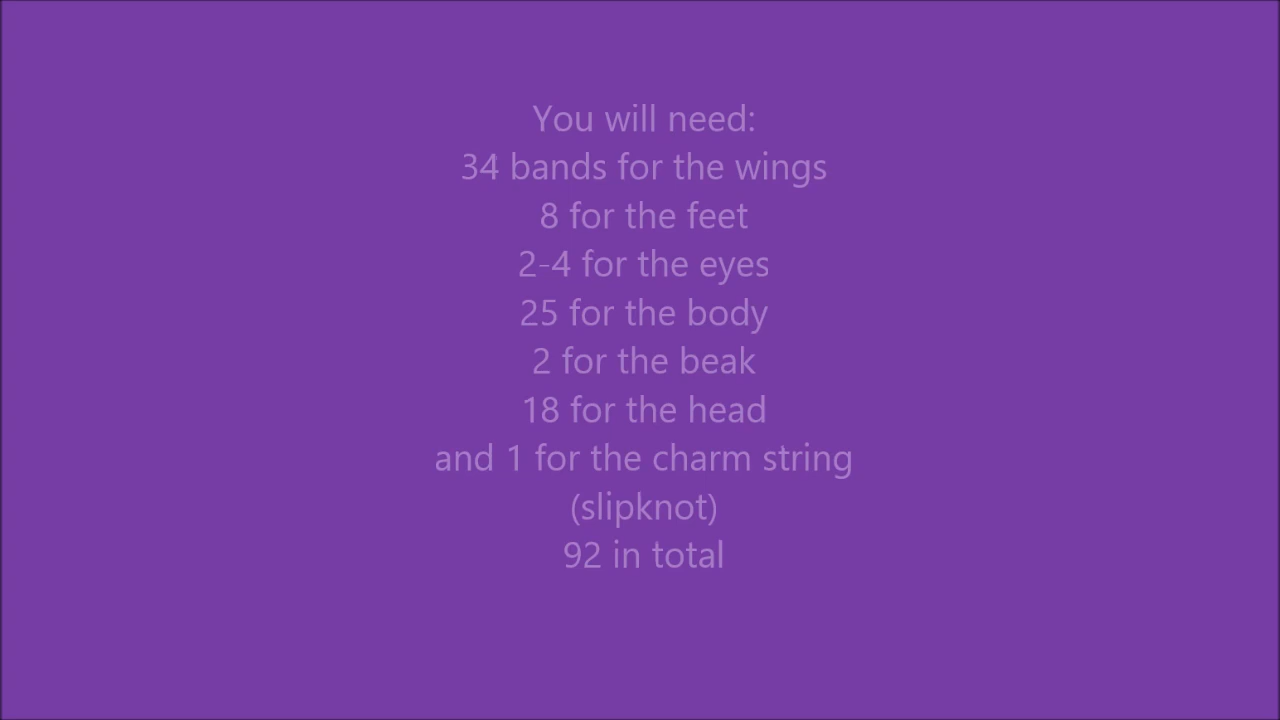 You will need:
34 bands for the wings
8 for the feet
2-4 for the eyes
25 for the body
2 for the beak
18 for the head
and 1 for the charm string
(slipknot)
92 in total